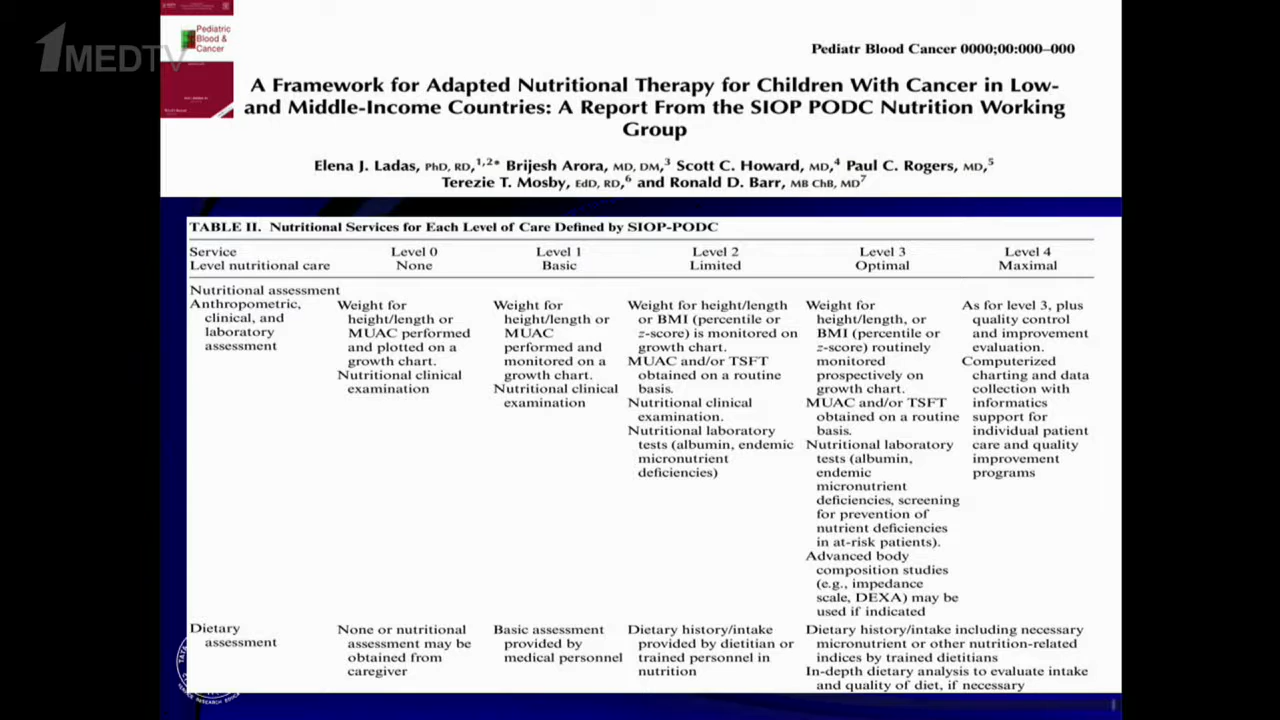 1MEDTV
Pediatric
Blood &
Cancer
Pediatr Blood Cancer 0000;00:000–000
A Framework for Adapted Nutritional Therapy for Children With Cancer in Low-
and Middle-Income Countries: A Report From the SIOP PODC Nutrition Working
Group
Elena J. Ladas, PhD, RD,1,2* Brijesh Arora, MD, DM,3 Scott C. Howard, MD,4 Paul C. Rogers, MD,5
Terezie T. Mosby, EdD, RD,6 and Ronald D. Barr, MB ChB, MD7
TABLE II. Nutritional Services for Each Level of Care Defined by SIOP-PODC
Service Level 0 Level 1 Level 2 Level 3 Level 4
Level nutritional care None Basic Limited Optimal Maximal
Nutritional assessment
Anthropometric,
clinical, and
laboratory
assessment
Weight for
height/length or
MUAC performed
and plotted on a
growth chart.
Nutritional clinical
examination
Weight for
height/length or
MUAC
performed and
monitored on a
growth chart.
Nutritional clinical
examination
Weight for height/length
or BMI (percentile or
z-score) is monitored on
growth chart.
MUAC and/or TSFT
obtained on a routine
basis.
Nutritional clinical
examination.
Nutritional laboratory
tests (albumin, endemic
micronutrient
deficiencies)
Weight for
height/length, or
BMI (percentile or
z-score) routinely
monitored
prospectively on
growth chart.
MUAC and/or TSFT
obtained on a routine
basis.
Nutritional laboratory
tests (albumin,
endemic
micronutrient
deficiencies, screening
for prevention of
nutrient deficiencies
in at-risk patients).
Advanced body
composition studies
(e.g., impedance
scale, DEXA) may be
used if indicated
As for level 3, plus
quality control
and improvement
evaluation.
Computerized
charting and data
collection with
informatics
support for
individual patient
care and quality
improvement
programs
Dietary
assessment
None or nutritional
assessment may be
obtained from
caregiver
Basic assessment
provided by
medical personnel
Dietary history/intake
provided by dietitian or
trained personnel in
nutrition
Dietary history/intake including necessary
micronutrient or other nutrition-related
indices by trained dietitians
In-depth dietary analysis to evaluate intake
and quality of diet, if necessary